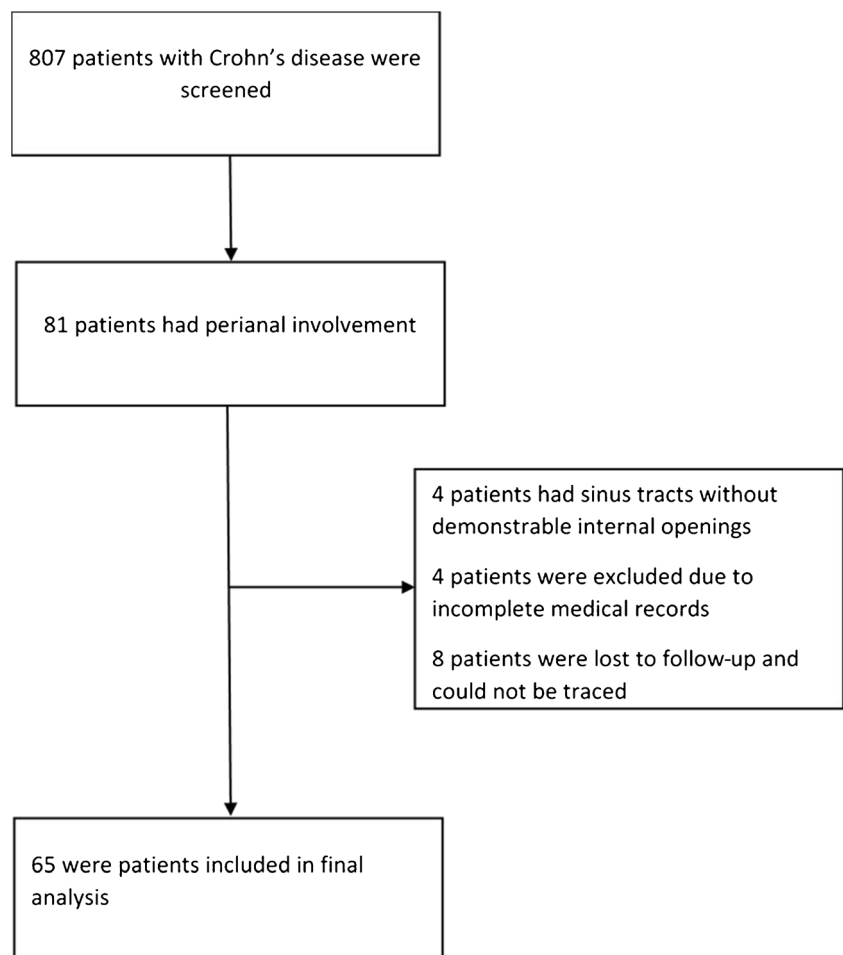 807 patients with Crohn’s disease were
screened
81 patients had perianal involvement
4 patients had sinus tracts without
demonstrable internal openings
4 patients were excluded due to
incomplete medical records
8 patients were lost to follow-up and
could not be traced
65 were patients included in final
analysis